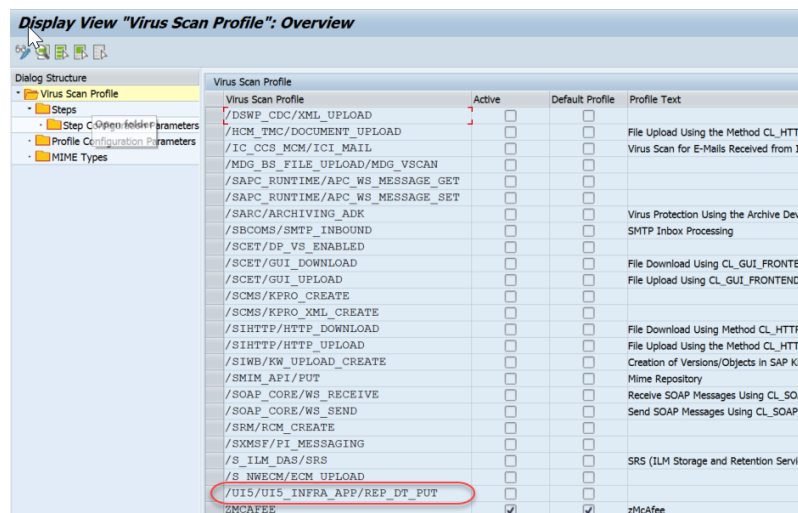 Display View "Virus Scan Profile": Overview
Dialog Structure
Virus Scan Profile
Steps
Step Configuration Parameters
Open folder
Profile Configuration Parameters
MIME Types
Virus Scan Profile
Virus Scan Profile Active Default Profile Profile Text
/DSWP_CDC/XML_UPLOAD
/HCM_TMC/DOCUMENT_UPLOAD File Upload Using the Method CL_HTT
/IC_CCS_MCM/ICI_MAIL Virus Scan for E-Mails Received from I
/MDG_BS_FILE_UPLOAD/MDG_VSCAN
/SAPC_RUNTIME/APC_WS_MESSAGE_GET
/SAPC_RUNTIME/APC_WS_MESSAGE_SET
/SARC/ARCHIVING_ADK Virus Protection Using the Archive Dev
/SBCOMS/SMTP_INBOUND SMTP Inbox Processing
/SCET/DP_VS_ENABLED
/SCET/GUI_DOWNLOAD File Download Using CL_GUI_FRONTE
/SCET/GUI_UPLOAD File Upload Using CL_GUI_FRONTEND
/SCMS/KPRO_CREATE
/SCMS/KPRO_XML_CREATE
/SIHTTP/HTTP_DOWNLOAD File Download Using Method CL_HTTP
/SIHTTP/HTTP_UPLOAD File Upload Using the Method CL_HTT
/SIWB/KW_UPLOAD_CREATE Creation of Versions/Objects in SAP K
/SMIM_API/PUT Mime Repository
/SOAP_CORE/WS_RECEIVE Receive SOAP Messages Using CL_SO
/SOAP_CORE/WS_SEND Send SOAP Messages Using CL_SOAP
/SRM/RCM_CREATE
/SXMSF/PI_MESSAGING
/S_ILM_DAS/SRS SRS (ILM Storage and Retention Servi
/S_NWECM/ECM_UPLOAD
/UI5/UI5_INFRA_APP/REP_DT_PUT
ZMCAFEE zMcAfee